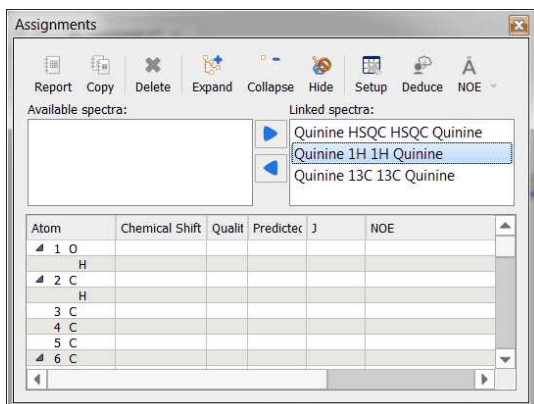 Assignments
Report Copy Delete Expand Collapse Hide Setup Deduce NOE
Available spectra: Linked spectra:
Quinine HSQC HSQC Quinine
Quinine 1H 1H Quinine
Quinine 13C 13C Quinine
Atom Chemical Shift Qualit Predictec J NOE
1 O
H
2 C
H
3 C
4 C
5 C
6 C